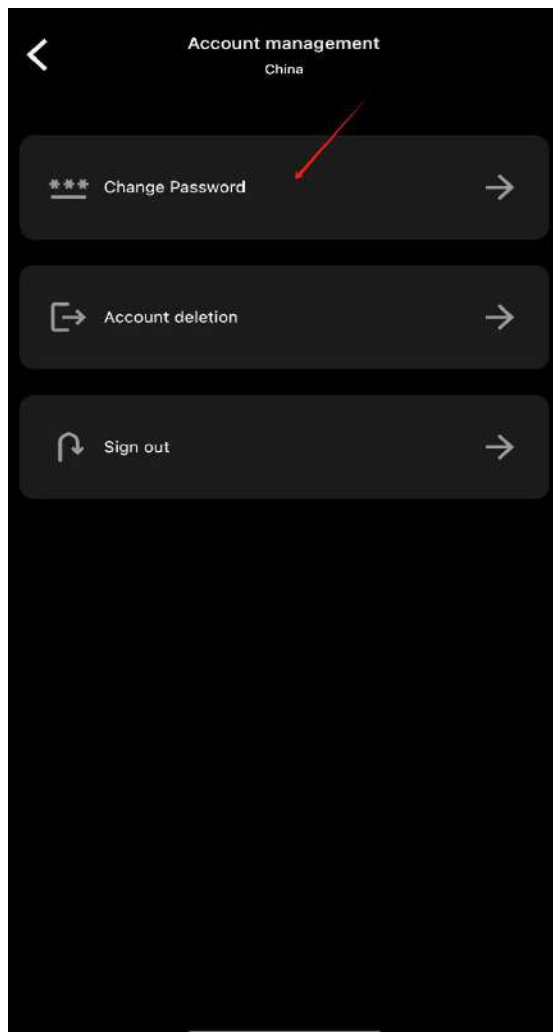 Account management
China
*** Change Password
Account deletion
Sign out